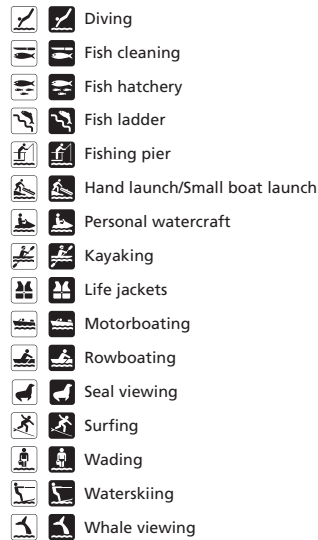 Diving
Fish cleaning
Fish hatchery
Fish ladder
Fishing pier
Hand launch/Small boat launch
Personal watercraft
Kayaking
Life jackets
Motorboating
Rowboating
Seal viewing
Surfing
Wading
Waterskiing
Whale viewing